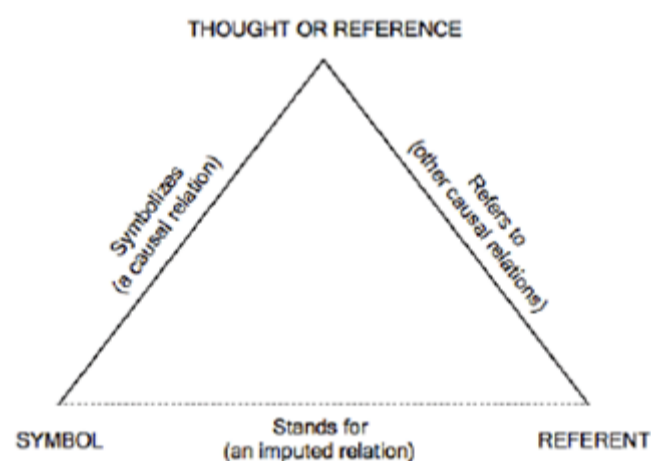 THOUGHT OR REFERENCE
Symbolizes
(a causal relation)
Refers to
(other causal relations)
SYMBOL
Stands for
(an imputed relation)
REFERENT